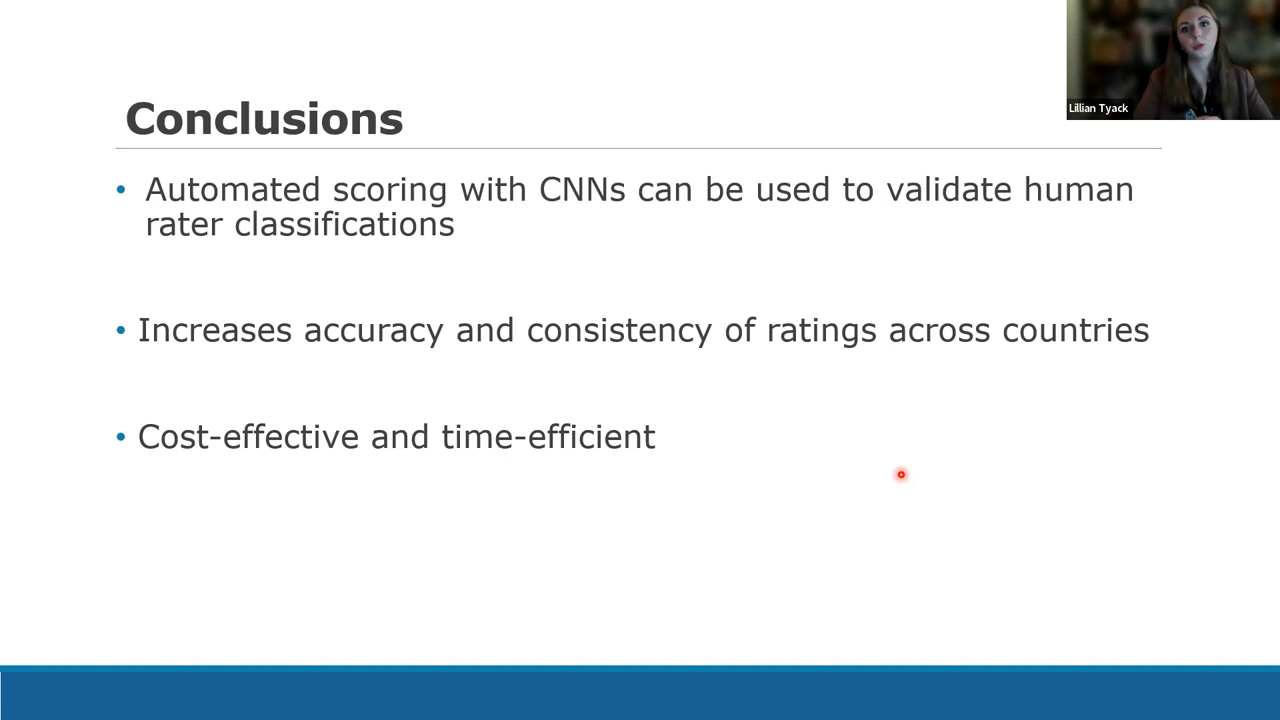 Lillian Tyack
Conclusions
• Automated scoring with CNNs can be used to validate human
rater classifications
• Increases accuracy and consistency of ratings across countries
• Cost-effective and time-efficient